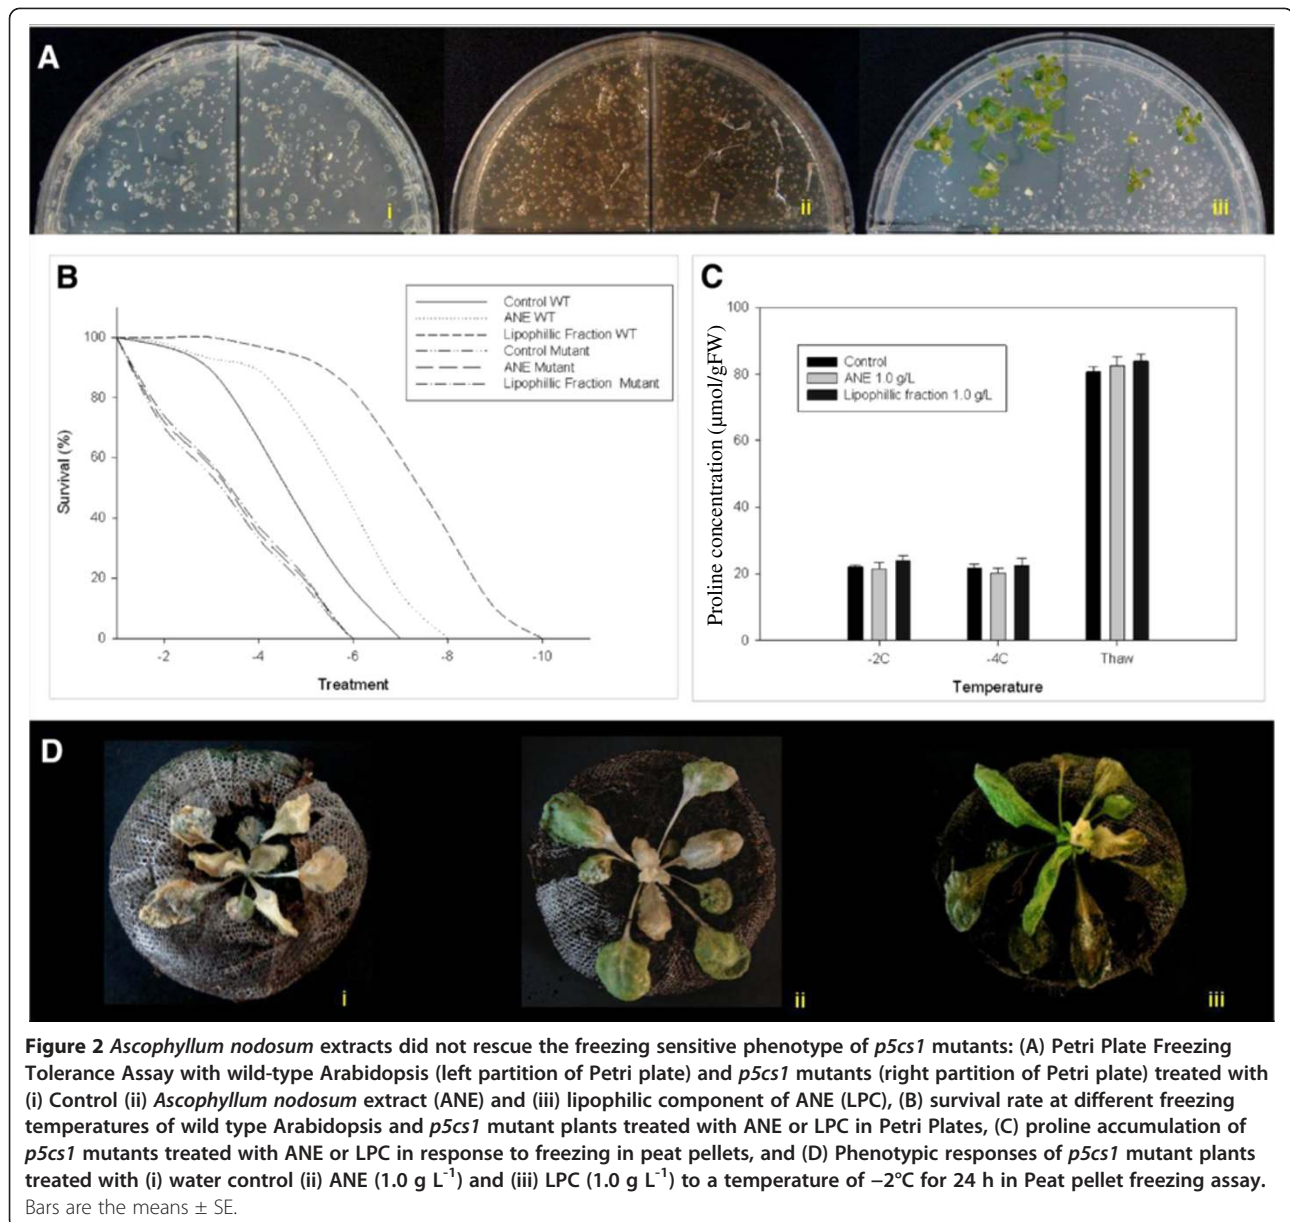 A
i
ii
iii
B
Control WT
ANE WT
Lipophillic Fraction WT
Control Mutant
ANE Mutant
Lipophillic Fraction Mutant
100
80
60
40
20
0
Survival (%)
-2
-4
-6
-8
-10
Treatment
C
Control
ANE 1.0 g/L
Lipophillic fraction 1.0 g/L
100
80
60
40
20
0
Proline concentration (µmol/gFW)
-2C
-4C
Thaw
Temperature
D
i
ii
iii
Figure 2 Ascophyllum nodosum extracts did not rescue the freezing sensitive phenotype of p5cs1 mutants: (A) Petri Plate Freezing
Tolerance Assay with wild-type Arabidopsis (left partition of Petri plate) and p5cs1 mutants (right partition of Petri plate) treated with
(i) Control (ii) Ascophyllum nodosum extract (ANE) and (iii) lipophilic component of ANE (LPC), (B) survival rate at different freezing
temperatures of wild type Arabidopsis and p5cs1 mutant plants treated with ANE or LPC in Petri Plates, (C) proline accumulation of
p5cs1 mutants treated with ANE or LPC in response to freezing in peat pellets, and (D) Phenotypic responses of p5cs1 mutant plants
treated with (i) water control (ii) ANE (1.0 g L⁻¹) and (iii) LPC (1.0 g L⁻¹) to a temperature of −2°C for 24 h in Peat pellet freezing assay.
Bars are the means ± SE.